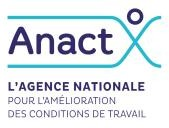 Anact
L'AGENCE NATIONALE
POUR L'AMÉLIORATION
DES CONDITIONS DE TRAVAIL